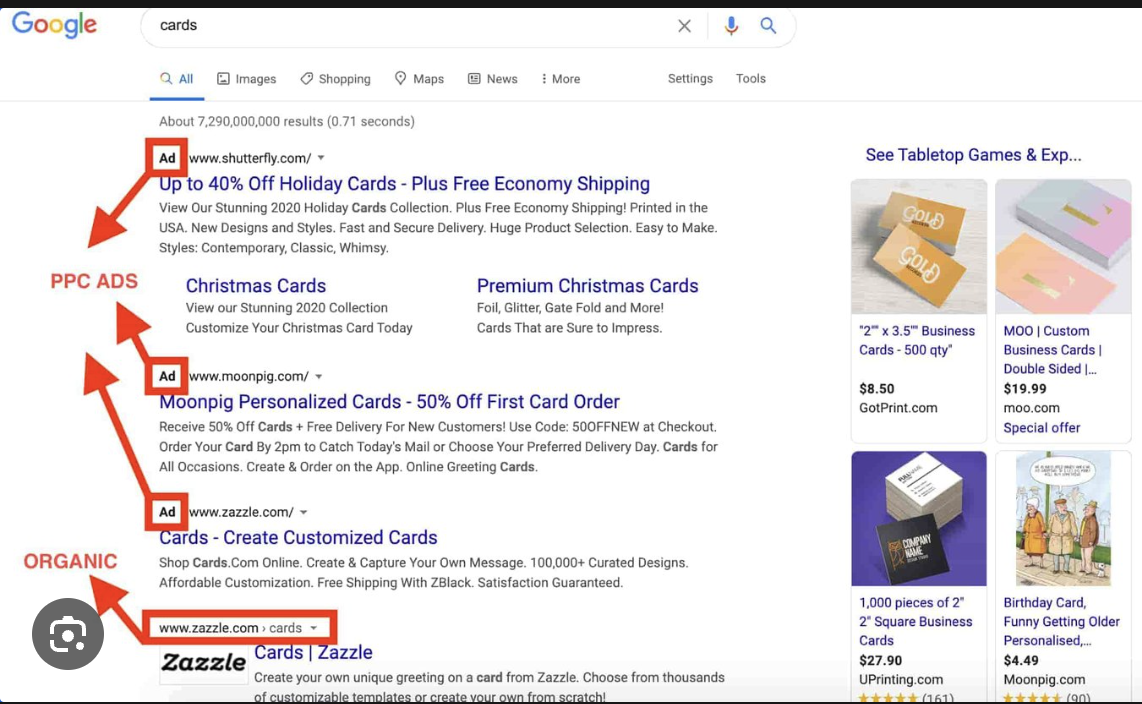 Google
cards
All Images Shopping Maps News More Settings Tools
About 7,290,000,000 results (0.71 seconds)
Ad www.shutterfly.com/
Up to 40% Off Holiday Cards - Plus Free Economy Shipping
View Our Stunning 2020 Holiday Cards Collection. Plus Free Economy Shipping! Printed in the
USA. New Designs and Styles. Fast and Secure Delivery. Huge Product Selection. Easy to Make.
Styles: Contemporary, Classic, Whimsy.
PPC ADS
Christmas Cards
View our Stunning 2020 Collection
Customize Your Christmas Card Today
Premium Christmas Cards
Foil, Glitter, Gate Fold and More!
Cards That are Sure to Impress.
Ad www.moonpig.com/
Moonpig Personalized Cards - 50% Off First Card Order
Receive 50% Off Cards + Free Delivery For New Customers! Use Code: 50OFFNEW at Checkout.
Order Your Card By 2pm to Catch Today's Mail or Choose Your Preferred Delivery Day. Cards for
All Occasions. Create & Order on the App. Online Greeting Cards.
Ad www.zazzle.com/
Cards - Create Customized Cards
Shop Cards.Com Online. Create & Capture Your Own Message. 100,000+ Curated Designs.
Affordable Customization. Free Shipping With ZBlack. Satisfaction Guaranteed.
ORGANIC
www.zazzle.com › cards
Zazzle
Cards | Zazzle
Create your own unique greeting on a card from Zazzle. Choose from thousands
of customizable templates or create your own from scratch!
See Tabletop Games & Exp...
GOLD
GOLD
"2"" x 3.5"" Business
Cards - 500 qty"
$8.50
GotPrint.com
MOO | Custom
Business Cards |
Double Sided |...
$19.99
moo.com
Special offer
COMPANY
NAME
1,000 pieces of 2"
2" Square Business
Cards
$27.90
UPrinting.com
(161)
Birthday Card,
Funny Getting Older
Personalised,...
$4.49
Moonpig.com
(90)